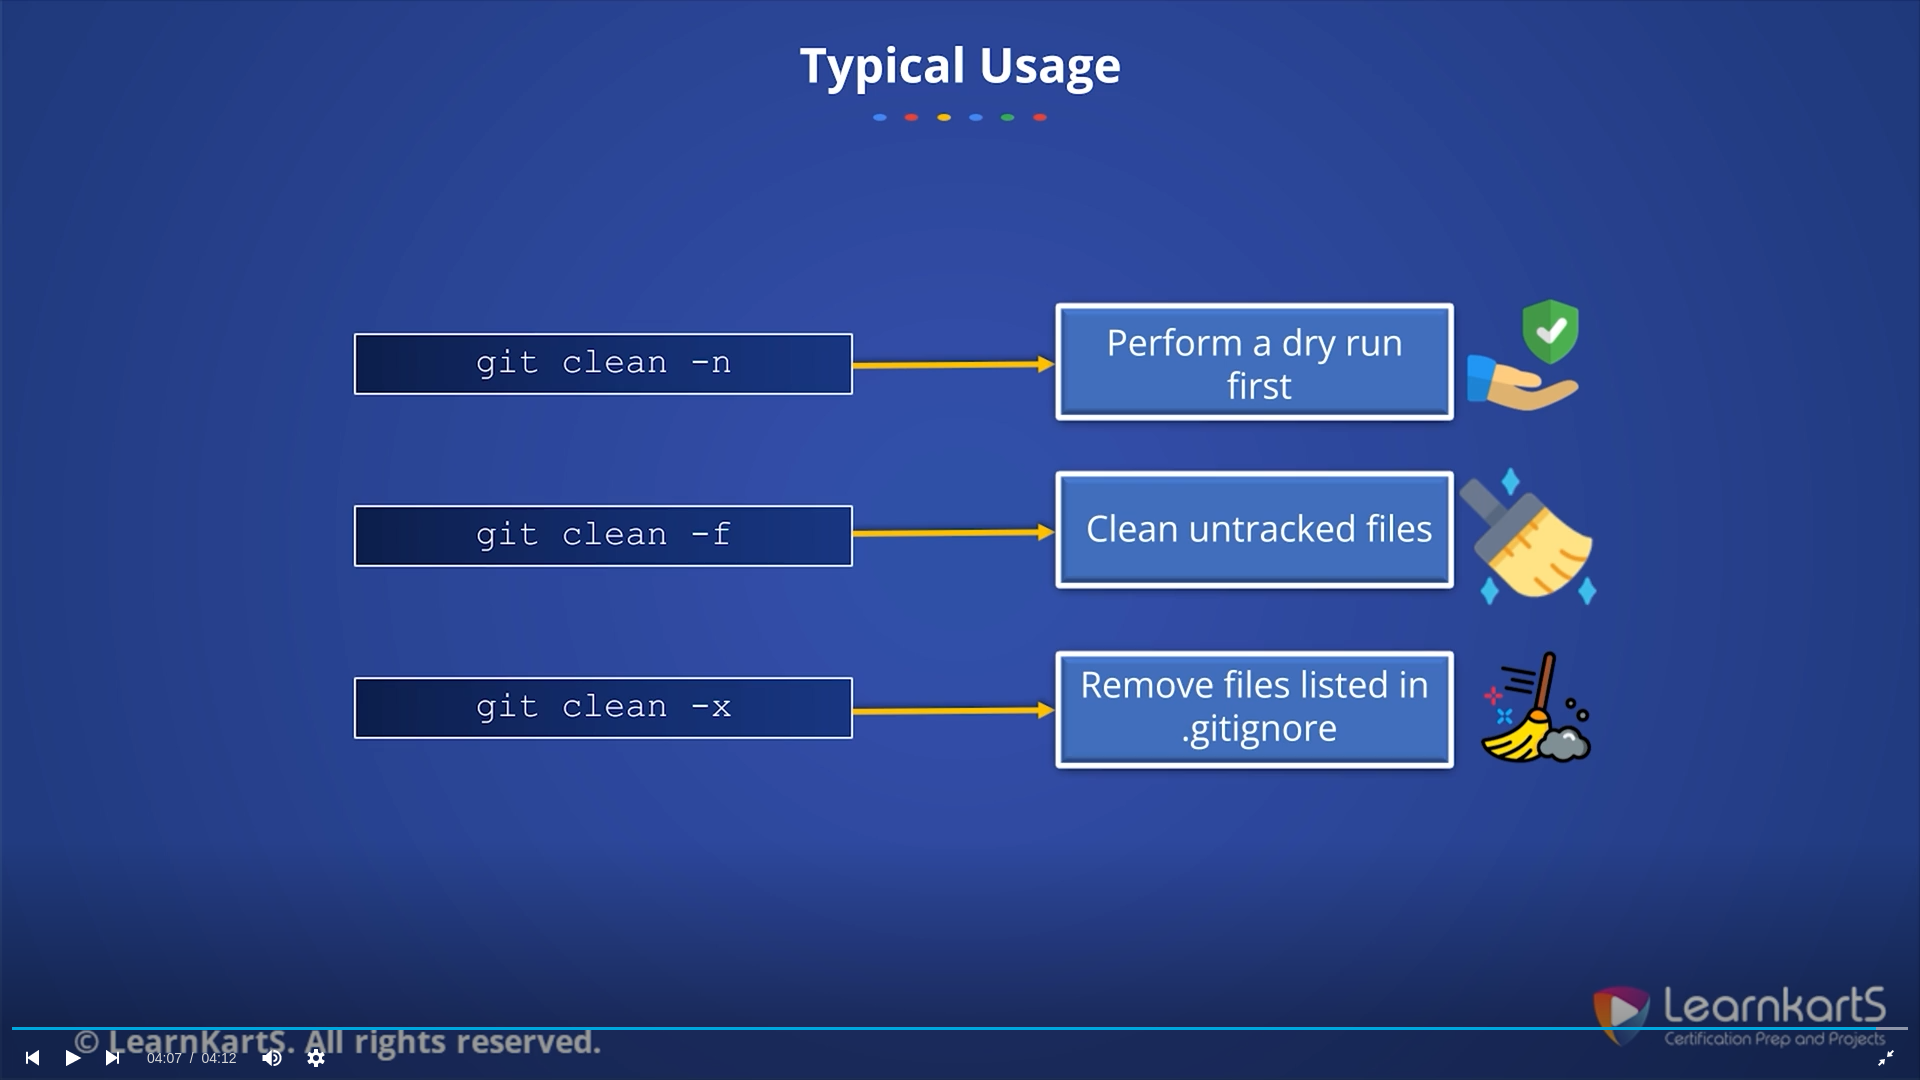 Typical Usage
git clean -n
Perform a dry run
first
git clean -f
Clean untracked files
git clean -x
Remove files listed in
.gitignore
LearnkartS
Certification Prep and Projects
© LearnKartS. All rights reserved.
04:07 / 04:12